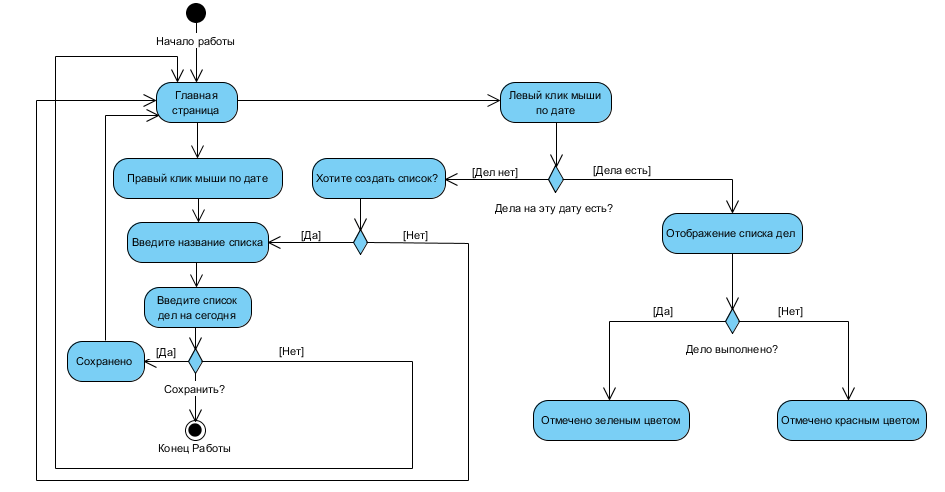 Начало работы
Главная
страница
Левый клик мыши
по дате
Правый клик мыши по дате
Хотите создать список?
[Дел нет]
[Дела есть]
Дела на эту дату есть?
Введите название списка
[Да]
[Нет]
Отображение списка дел
Введите список
дел на сегодня
[Да]
[Нет]
Дело выполнено?
Сохранено
[Да]
[Нет]
Сохранить?
Отмечено зеленым цветом
Отмечено красным цветом
Конец Работы